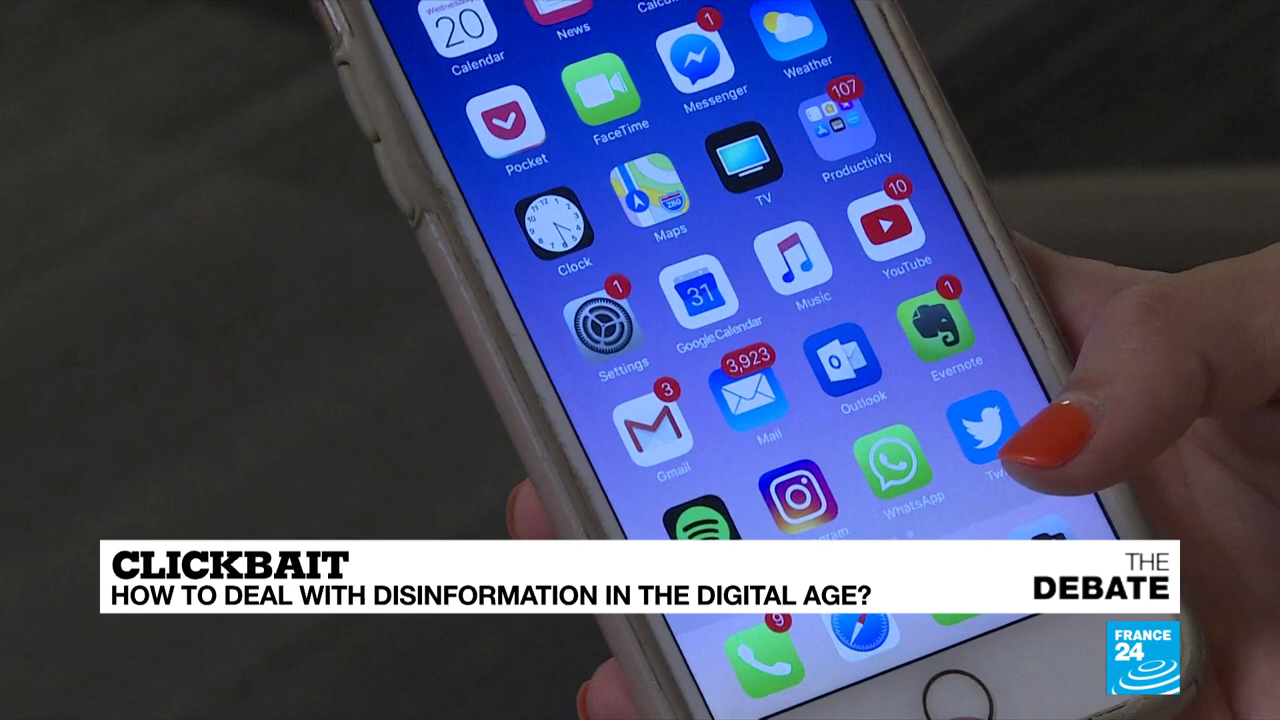 Wednesday
20
Calendar
News
1
Messenger
Weather
Pocket
FaceTime
107
Productivity
Clock
Maps
280
TV
10
YouTube
1
Settings
31
Google Calendar
Music
1
Evernote
3
Gmail
3,923
Mail
Outlook
WhatsApp
9
CLICKBAIT
HOW TO DEAL WITH DISINFORMATION IN THE DIGITAL AGE?
THE
DEBATE
FRANCE
24